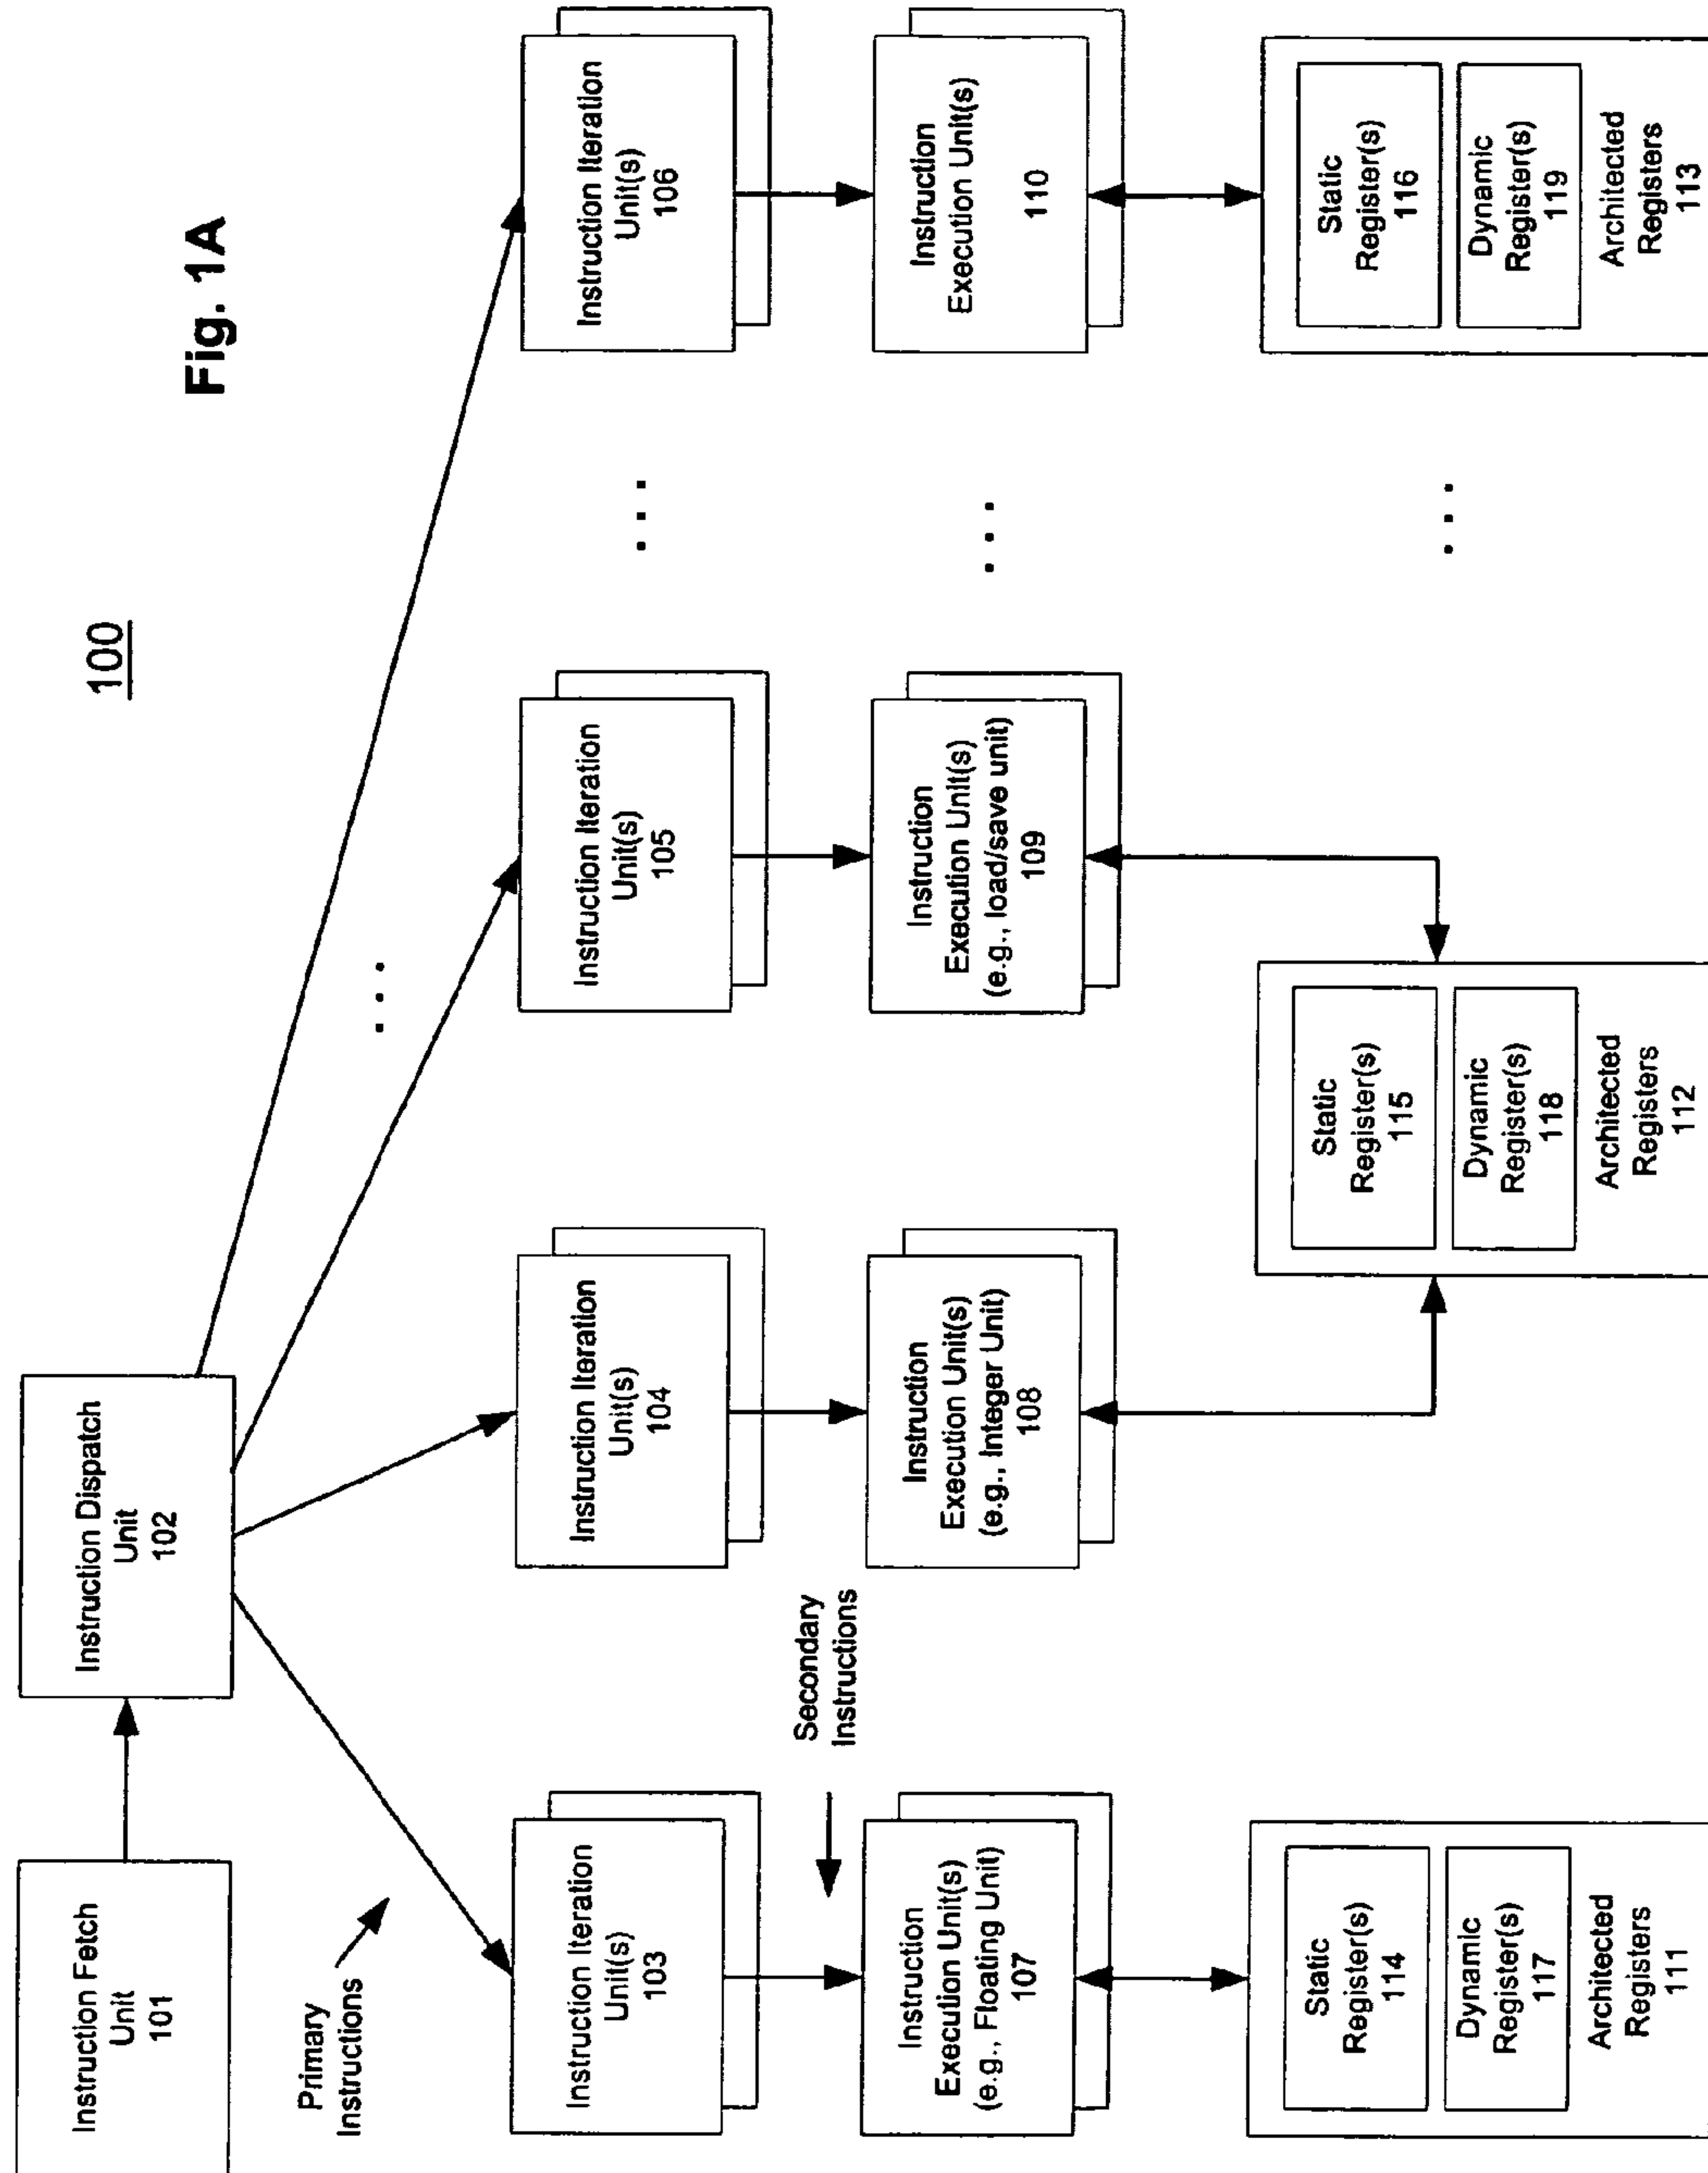 Fig. 1A
100
Instruction Fetch
Unit
101
Instruction Dispatch
Unit
102
Primary
Instructions
. . .
Instruction Iteration
Unit(s)
103
Instruction Iteration
Unit(s)
104
Instruction Iteration
Unit(s)
105
. . .
Instruction Iteration
Unit(s)
106
Secondary
Instructions
Instruction
Execution Unit(s)
(e.g., Floating Unit)
107
Instruction
Execution Unit(s)
(e.g., Integer Unit)
108
Instruction
Execution Unit(s)
(e.g., load/save unit)
109
. . .
Instruction
Execution Unit(s)
110
Static
Register(s)
114
Dynamic
Register(s)
117
Architected
Registers
111
Static
Register(s)
115
Dynamic
Register(s)
118
Architected
Registers
112
. . .
Static
Register(s)
116
Dynamic
Register(s)
119
Architected
Registers
113